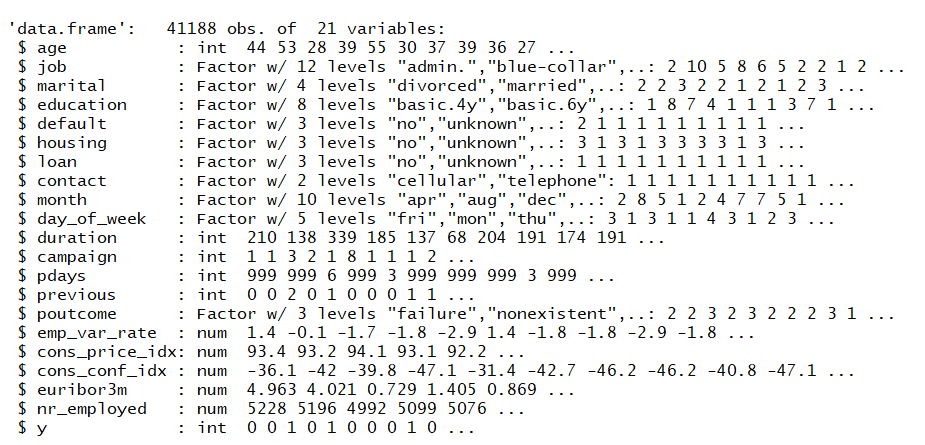 'data.frame':   41188 obs. of  21 variables:
 $ age           : int  44 53 28 39 55 30 37 39 36 27 ...
 $ job           : Factor w/ 12 levels "admin.","blue-collar",..: 2 10 5 8 6 5 2 2 1 2 ...
 $ marital       : Factor w/ 4 levels "divorced","married",..: 2 2 3 2 2 1 2 1 2 3 ...
 $ education     : Factor w/ 8 levels "basic.4y","basic.6y",..: 1 8 7 4 1 1 1 3 7 1 ...
 $ default       : Factor w/ 3 levels "no","unknown",..: 2 1 1 1 1 1 1 1 1 1 ...
 $ housing       : Factor w/ 3 levels "no","unknown",..: 3 1 3 1 3 3 3 3 1 3 ...
 $ loan          : Factor w/ 3 levels "no","unknown",..: 1 1 1 1 1 1 1 1 1 1 ...
 $ contact       : Factor w/ 2 levels "cellular","telephone": 1 1 1 1 1 1 1 1 1 1 ...
 $ month         : Factor w/ 10 levels "apr","aug","dec",..: 2 8 5 1 2 4 7 7 5 1 ...
 $ day_of_week   : Factor w/ 5 levels "fri","mon","thu",..: 3 1 3 1 1 4 3 1 2 3 ...
 $ duration      : int  210 138 339 185 137 68 204 191 174 191 ...
 $ campaign      : int  1 1 3 2 1 8 1 1 1 2 ...
 $ pdays         : int  999 999 6 999 3 999 999 999 3 999 ...
 $ previous      : int  0 0 2 0 1 0 0 0 1 1 ...
 $ poutcome      : Factor w/ 3 levels "failure","nonexistent",..: 2 2 3 2 3 2 2 2 3 1 ...
 $ emp_var_rate  : num  1.4 -0.1 -1.7 -1.8 -2.9 1.4 -1.8 -1.8 -2.9 -1.8 ...
 $ cons_price_idx: num  93.4 93.2 94.1 93.1 92.2 ...
 $ cons_conf_idx : num  -36.1 -42 -39.8 -47.1 -31.4 -42.7 -46.2 -46.2 -40.8 -47.1 ...
 $ euribor3m     : num  4.963 4.021 0.729 1.405 0.869 ...
 $ nr_employed   : num  5228 5196 4992 5099 5076 ...
 $ y             : int  0 0 1 0 1 0 0 0 1 0 ...